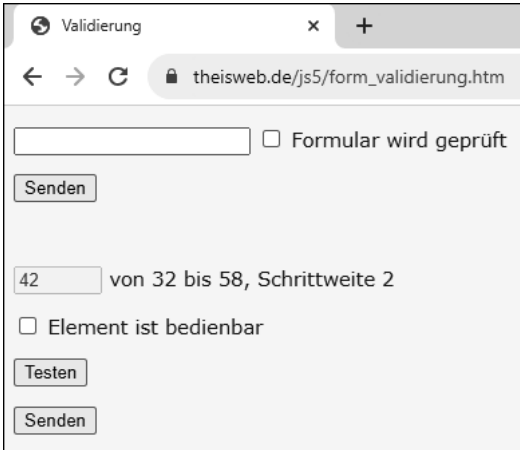 Validierung
theisweb.de/js5/form_validierung.htm
Formular wird geprüft
Senden
42 von 32 bis 58, Schrittweite 2
Element ist bedienbar
Testen
Senden